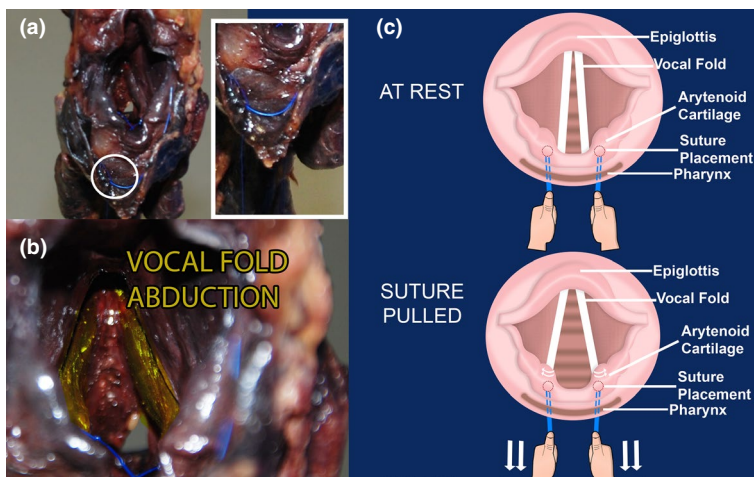 (a)
(b)
VOCAL FOLD
ABDUCTION
(c)
AT REST
Epiglottis
Vocal Fold
Arytenoid
Cartilage
Suture
Placement
Pharynx
SUTURE
PULLED
Epiglottis
Vocal Fold
Arytenoid
Cartilage
Suture
Placement
Pharynx